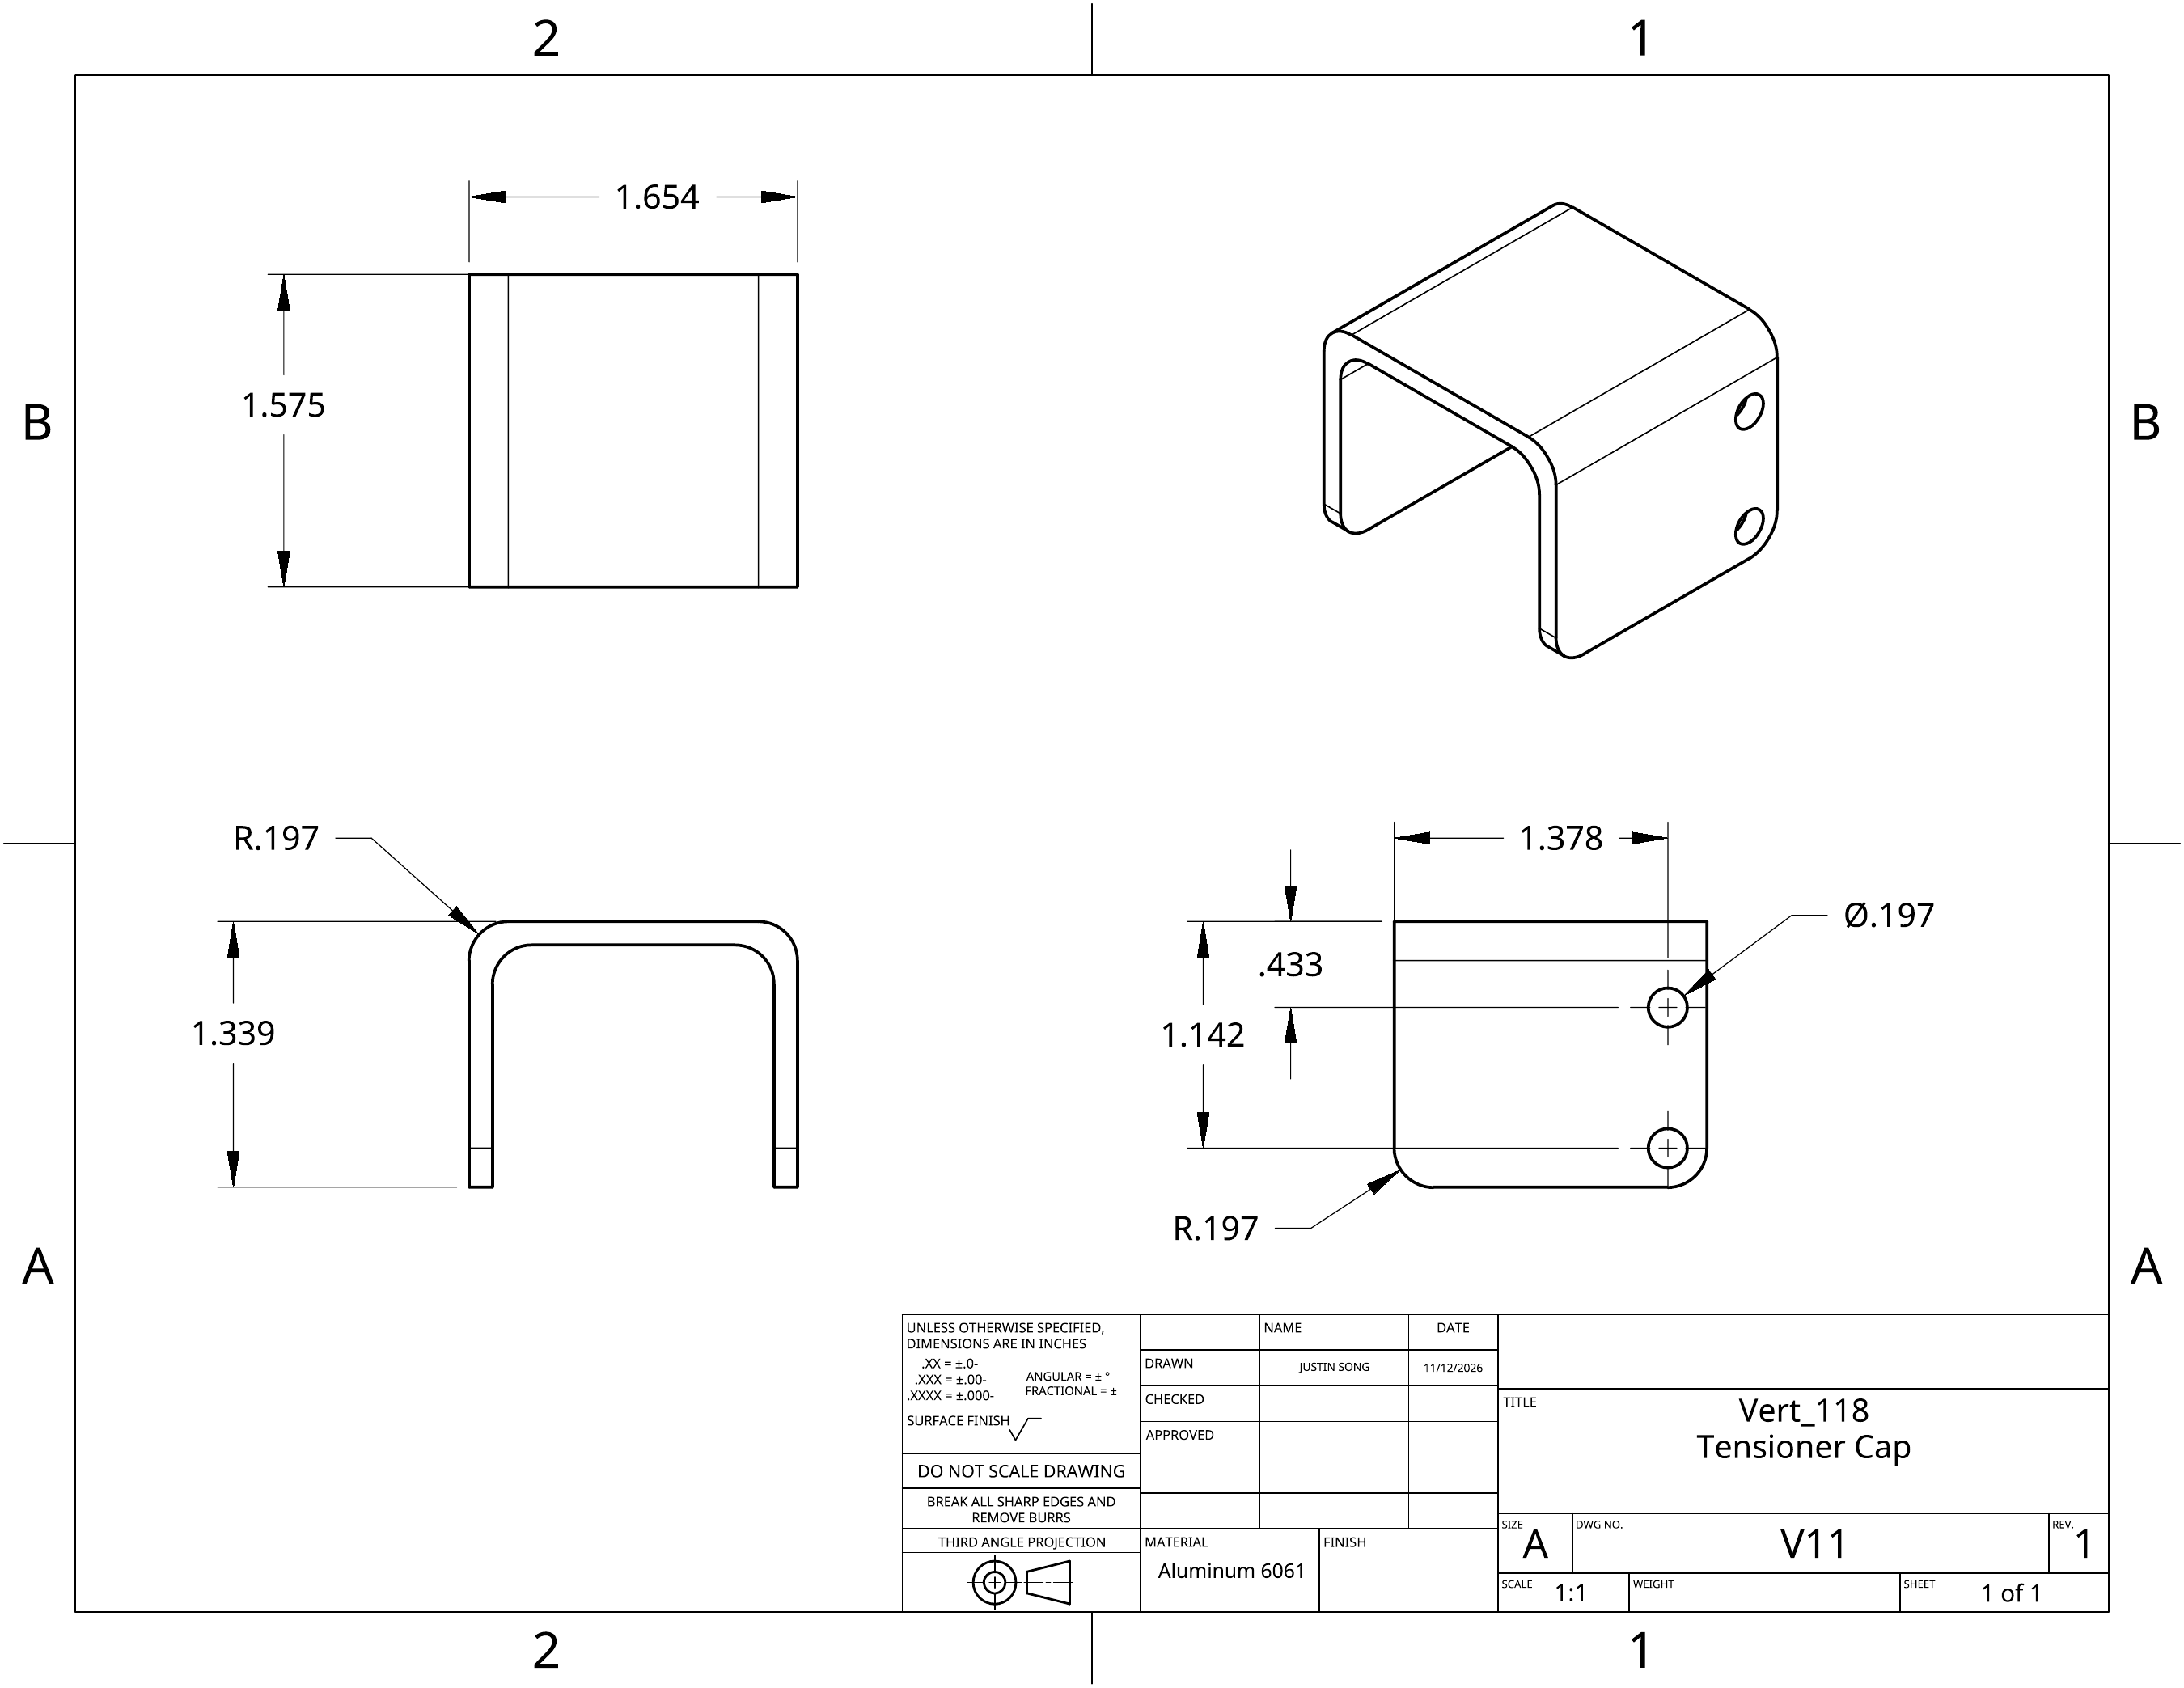 2
1
B
B
A
A
1.654
1.575
R.197
1.339
1.378
.433
1.142
Ø.197
R.197
UNLESS OTHERWISE SPECIFIED,
DIMENSIONS ARE IN INCHES
.XX = ±.0-
.XXX = ±.00-
.XXXX = ±.000-
ANGULAR = ± °
FRACTIONAL = ±
SURFACE FINISH
DO NOT SCALE DRAWING
BREAK ALL SHARP EDGES AND
REMOVE BURRS
THIRD ANGLE PROJECTION
NAME
DATE
DRAWN
JUSTIN SONG
11/12/2026
CHECKED
APPROVED
MATERIAL
Aluminum 6061
FINISH
TITLE
Vert_118
Tensioner Cap
SIZE
A
DWG NO.
V11
REV.
1
SCALE
1:1
WEIGHT
SHEET
1 of 1
2
1